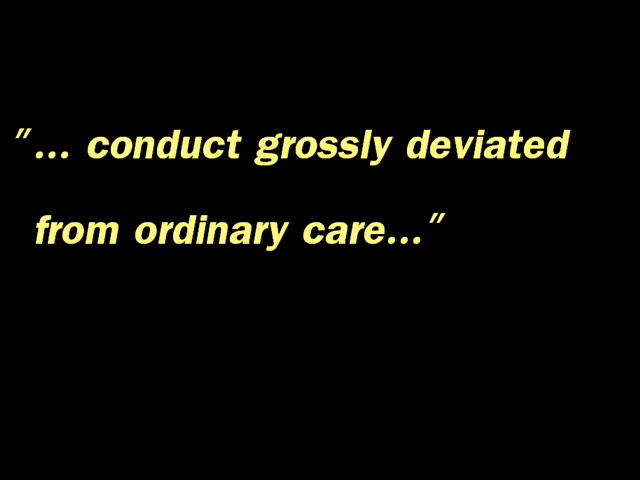 "... conduct grossly deviated
from ordinary care..."